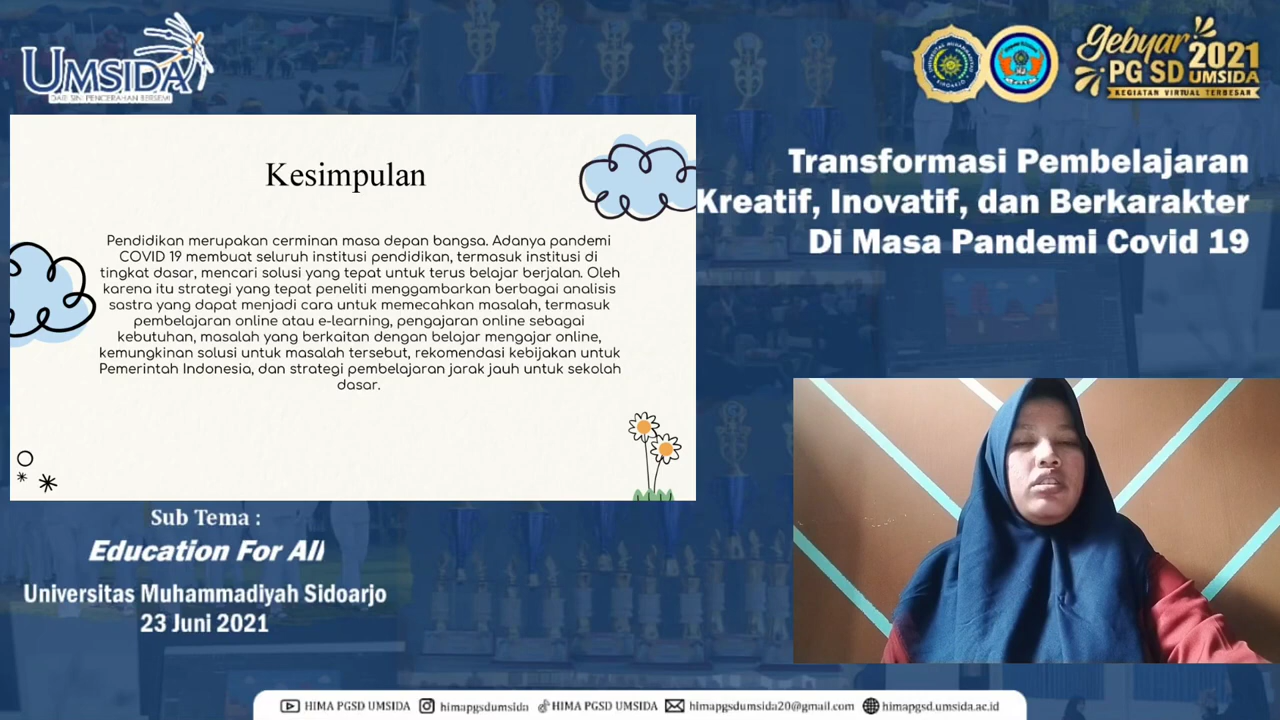 UMSIDA
DARI SINI PENCERAHAN BERSEMI
Gebyar
PG SD
2021
UMSIDA
KEGIATAN VIRTUAL TERBESAR
Transformasi Pembelajaran
Kreatif, Inovatif, dan Berkarakter
Di Masa Pandemi Covid 19
Kesimpulan
Pendidikan merupakan cerminan masa depan bangsa. Adanya pandemi
COVID 19 membuat seluruh institusi pendidikan, termasuk institusi di
tingkat dasar, mencari solusi yang tepat untuk terus belajar berjalan. Oleh
karena itu strategi yang tepat peneliti menggambarkan berbagai analisis
sastra yang dapat menjadi cara untuk memecahkan masalah, termasuk
pembelajaran online atau e-learning, pengajaran online sebagai
kebutuhan, masalah yang berkaitan dengan belajar mengajar online,
kemungkinan solusi untuk masalah tersebut, rekomendasi kebijakan untuk
Pemerintah Indonesia, dan strategi pembelajaran jarak jauh untuk sekolah
dasar.
Sub Tema :
Education For All
Universitas Muhammadiyah Sidoarjo
23 Juni 2021
HIMA PGSD UMSIDA
himapgsdumsida
HIMA PGSD UMSIDA
himapgsdumsida20@gmail.com
himapgsd.umsida.ac.id